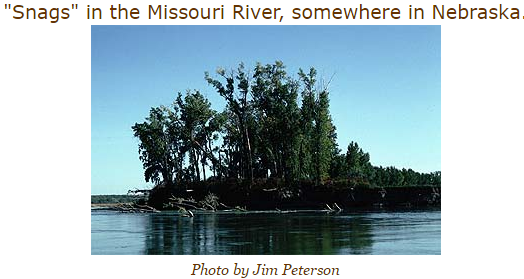 "Snags" in the Missouri River, somewhere in Nebraska.
Photo by Jim Peterson